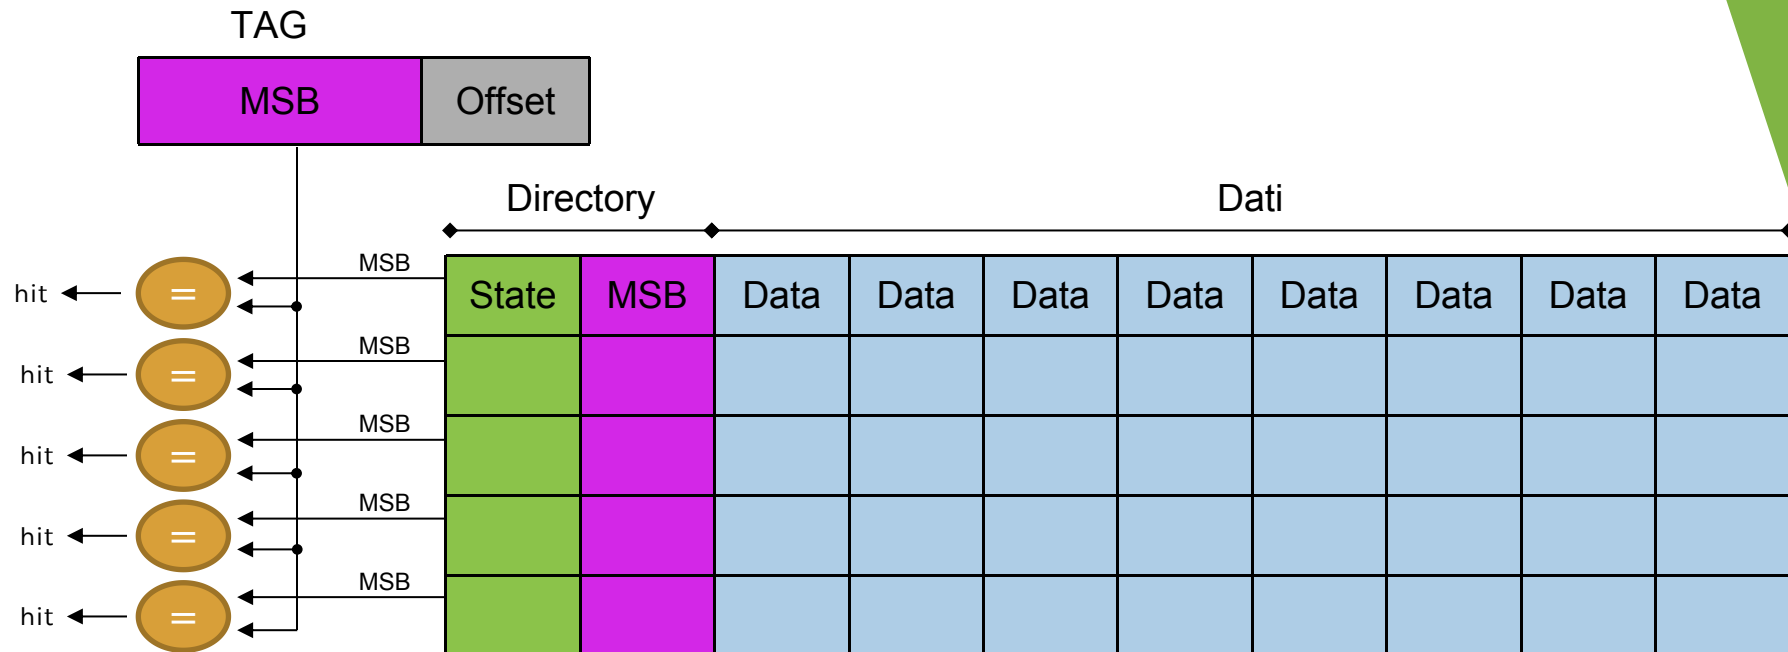 TAG
MSB Offset
Directory Dati
MSB
hit = State MSB Data Data Data Data Data Data Data Data
MSB
hit =
MSB
hit =
MSB
hit =
MSB
hit =